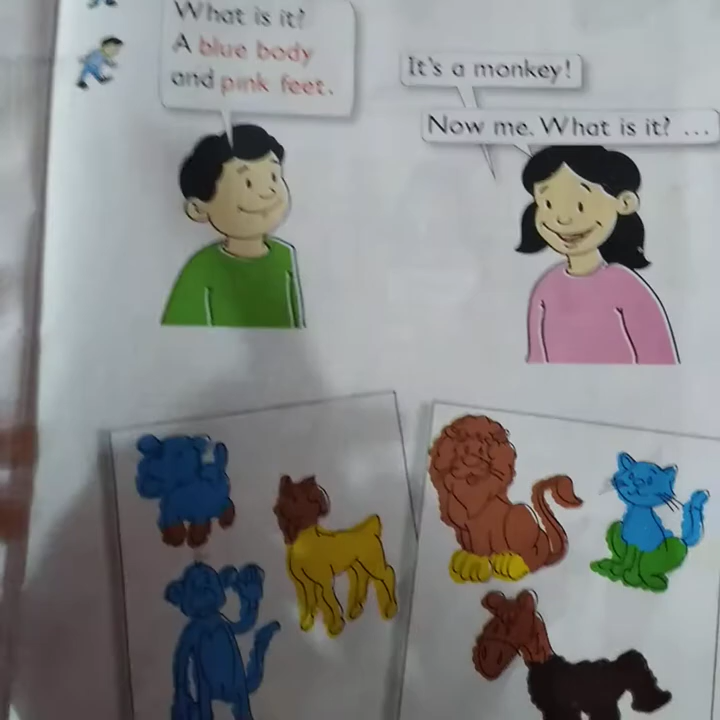 What is it?
A blue body
and pink feet.
It's a monkey!
Now me. What is it? ...